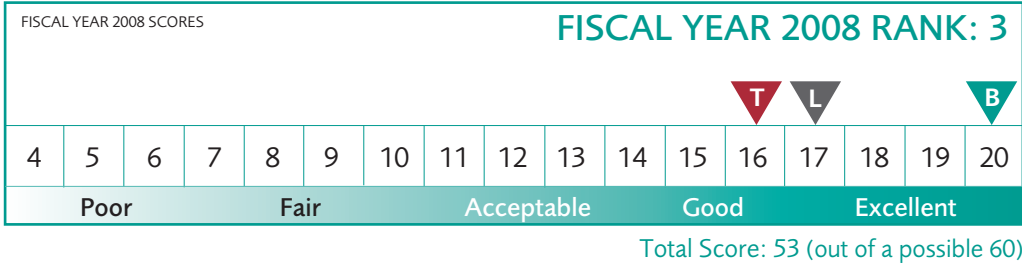 FISCAL YEAR 2008 SCORES
FISCAL YEAR 2008 RANK: 3
T L B
4 5 6 7 8 9 10 11 12 13 14 15 16 17 18 19 20
Poor Fair Acceptable Good Excellent
Total Score: 53 (out of a possible 60)